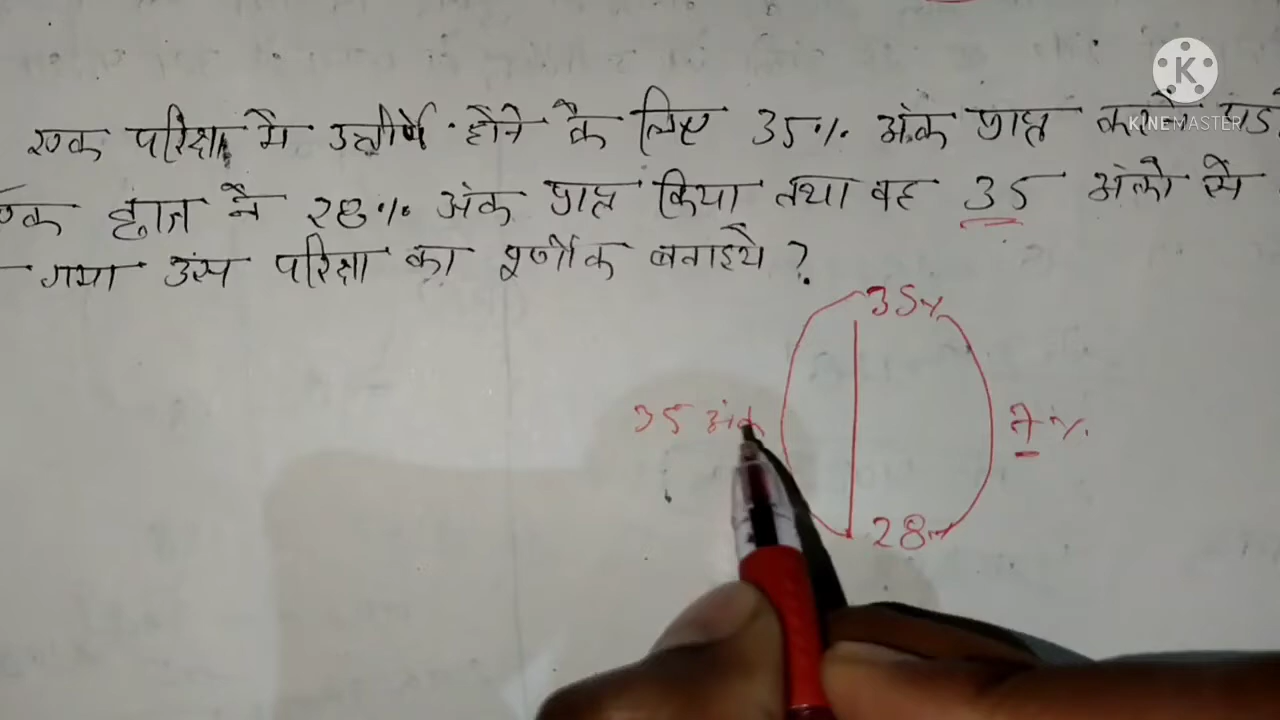 एक परिक्षा मै उत्तीर्ण होने के लिए 35% अंक प्राप्त करने पड
एक छात्र ने 28% अंक प्राप्त किया तथा वह 35 अंको से
गया उस परिक्षा का पूर्णांक बताइये ?
35%
35 अंक 7%
28%
K
KINEMASTER